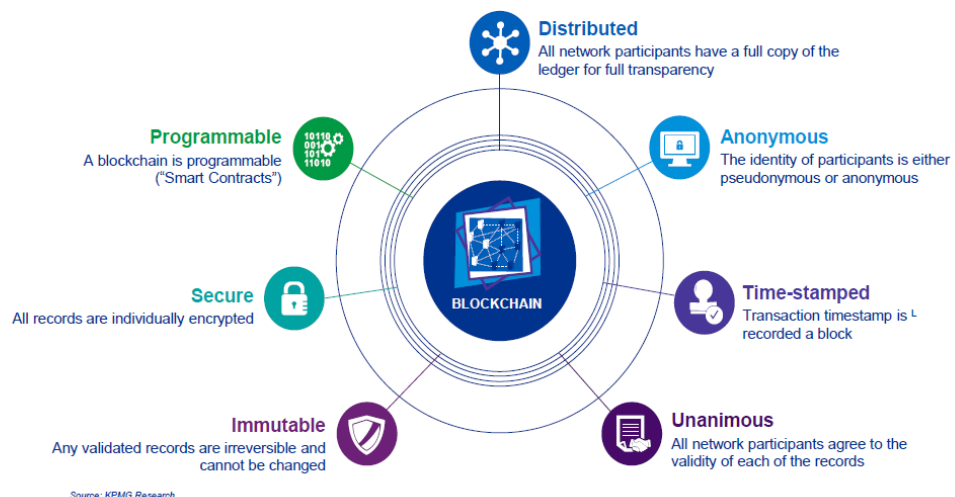 Distributed
All network participants have a full copy of the
ledger for full transparency
Programmable
A blockchain is programmable
("Smart Contracts")
10110
001
101
11010
Anonymous
The identity of participants is either
pseudonymous or anonymous
BLOCKCHAIN
Secure
All records are individually encrypted
Time-stamped
Transaction timestamp is L
recorded a block
Immutable
Any validated records are irreversible and
cannot be changed
Unanimous
All network participants agree to the
validity of each of the records
Source: KPMG Research